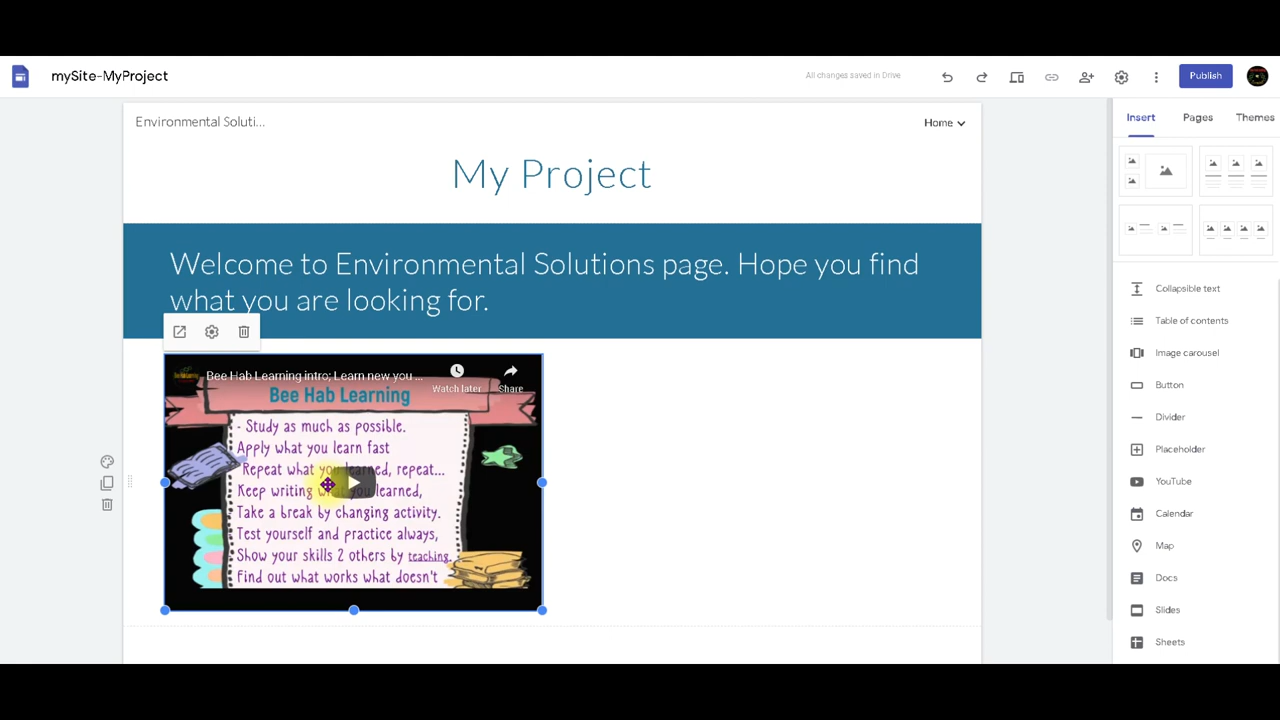 mySite-MyProject
All changes saved in Drive
Publish
Environmental Soluti...
Home
Insert
Pages
Themes
My Project
Welcome to Environmental Solutions page. Hope you find
what you are looking for.
Bee Hab Learning intro; Learn new you ...
Watch later
Share
Bee Hab Learning
- Study as much as possible.
Apply what you learn fast
Repeat what you learned, repeat...
Keep writing what you learned,
- Take a break by changing activity.
Test yourself and practice always,
Show your skills 2 others by teaching.
Find out what works what doesn't
Collapsible text
Table of contents
Image carousel
Button
Divider
Placeholder
YouTube
Calendar
Map
Docs
Slides
Sheets